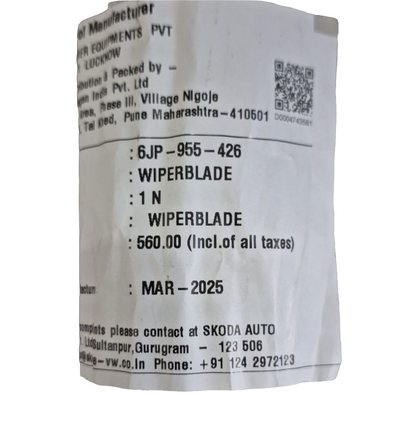 Manufacturer
EQUIPMENTS PVT
LUCKNOW
& Packed by –
India Pvt. Ltd
Area, Phase III, Village Nigoje
Pune Maharashtra–410501
: 6JP–955–426
: WIPERBLADE
: 1 N
: WIPERBLADE
: 560.00 (Incl.of all taxes)
: MAR–2025
please contact at SKODA AUTO
Sultanpur,Gurugram – 123 506
–vw.co.in Phone: +91 124 2972123